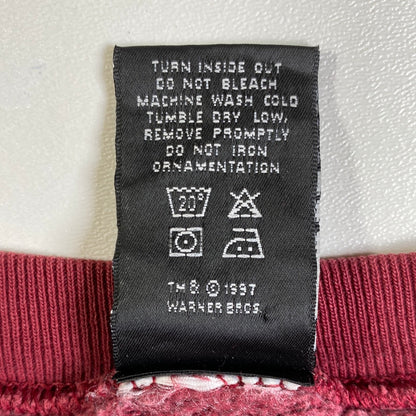 TURN INSIDE OUT
DO NOT BLEACH
MACHINE WASH COLD
TUMBLE DRY LOW,
REMOVE PROMPTLY
DO NOT IRON
ORNAMENTATION
20°
TM & © 1997
WARNER BROS.